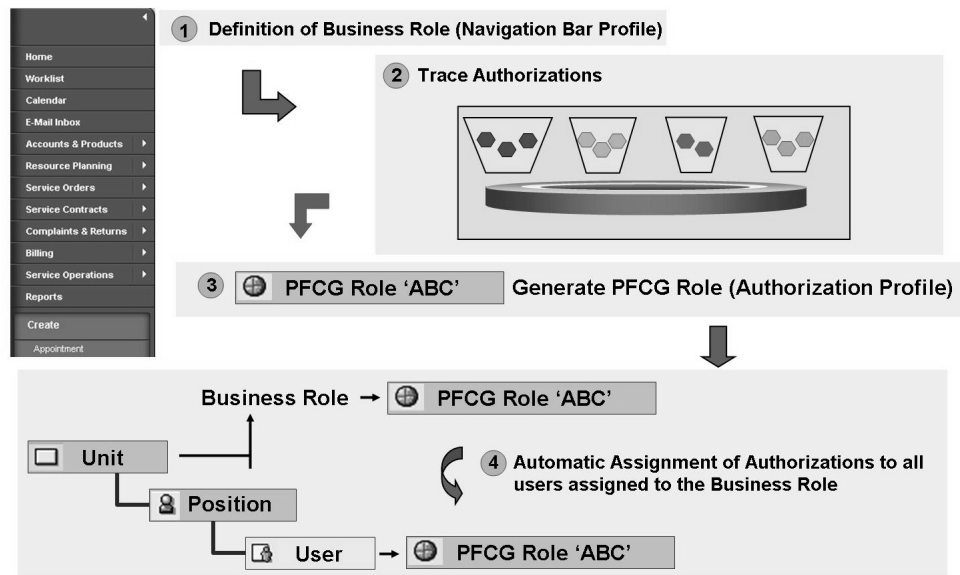 1 Definition of Business Role (Navigation Bar Profile)
Home
Worklist
Calendar
E-Mail Inbox
Accounts & Products
Resource Planning
Service Orders
Service Contracts
Complaints & Returns
Billing
Service Operations
Reports
Create
Appointment
2 Trace Authorizations
3 PFCG Role ‘ABC’ Generate PFCG Role (Authorization Profile)
Business Role PFCG Role ‘ABC’
Unit
Position
User PFCG Role ‘ABC’
4 Automatic Assignment of Authorizations to all
users assigned to the Business Role